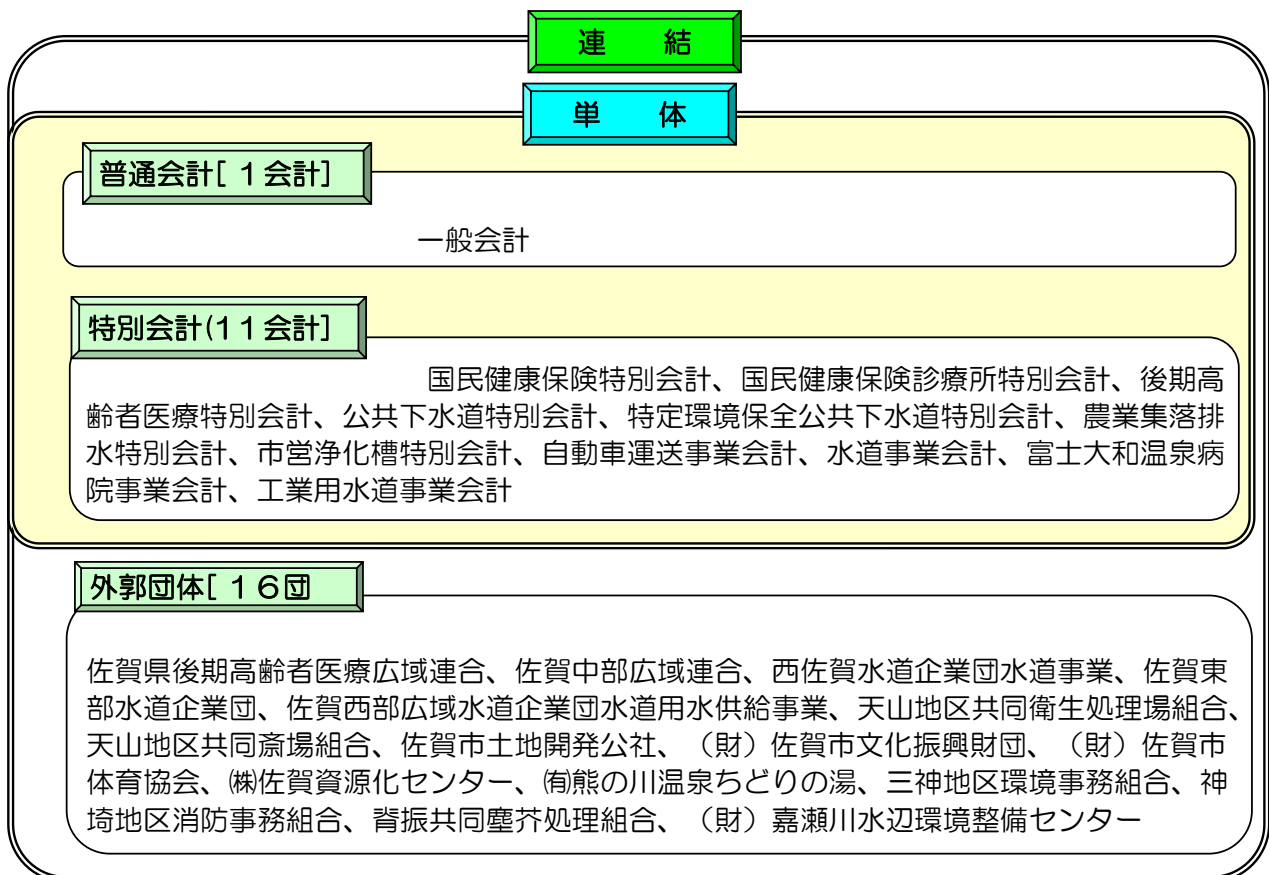 連　結
単　体
普通会計[ １会計]
一般会計
特別会計(１１会計]
国民健康保険特別会計、国民健康保険診療所特別会計、後期高
齢者医療特別会計、公共下水道特別会計、特定環境保全公共下水道特別会計、農業集落排
水特別会計、市営浄化槽特別会計、自動車運送事業会計、水道事業会計、富士大和温泉病
院事業会計、工業用水道事業会計
外郭団体[ １６団
佐賀県後期高齢者医療広域連合、佐賀中部広域連合、西佐賀水道企業団水道事業、佐賀東
部水道企業団、佐賀西部広域水道企業団水道用水供給事業、天山地区共同衛生処理場組合、
天山地区共同斎場組合、佐賀市土地開発公社、（財）佐賀市文化振興財団、（財）佐賀市
体育協会、㈱佐賀資源化センター、㈲熊の川温泉ちどりの湯、三神地区環境事務組合、神
埼地区消防事務組合、脊振共同塵芥処理組合、（財）嘉瀬川水辺環境整備センター